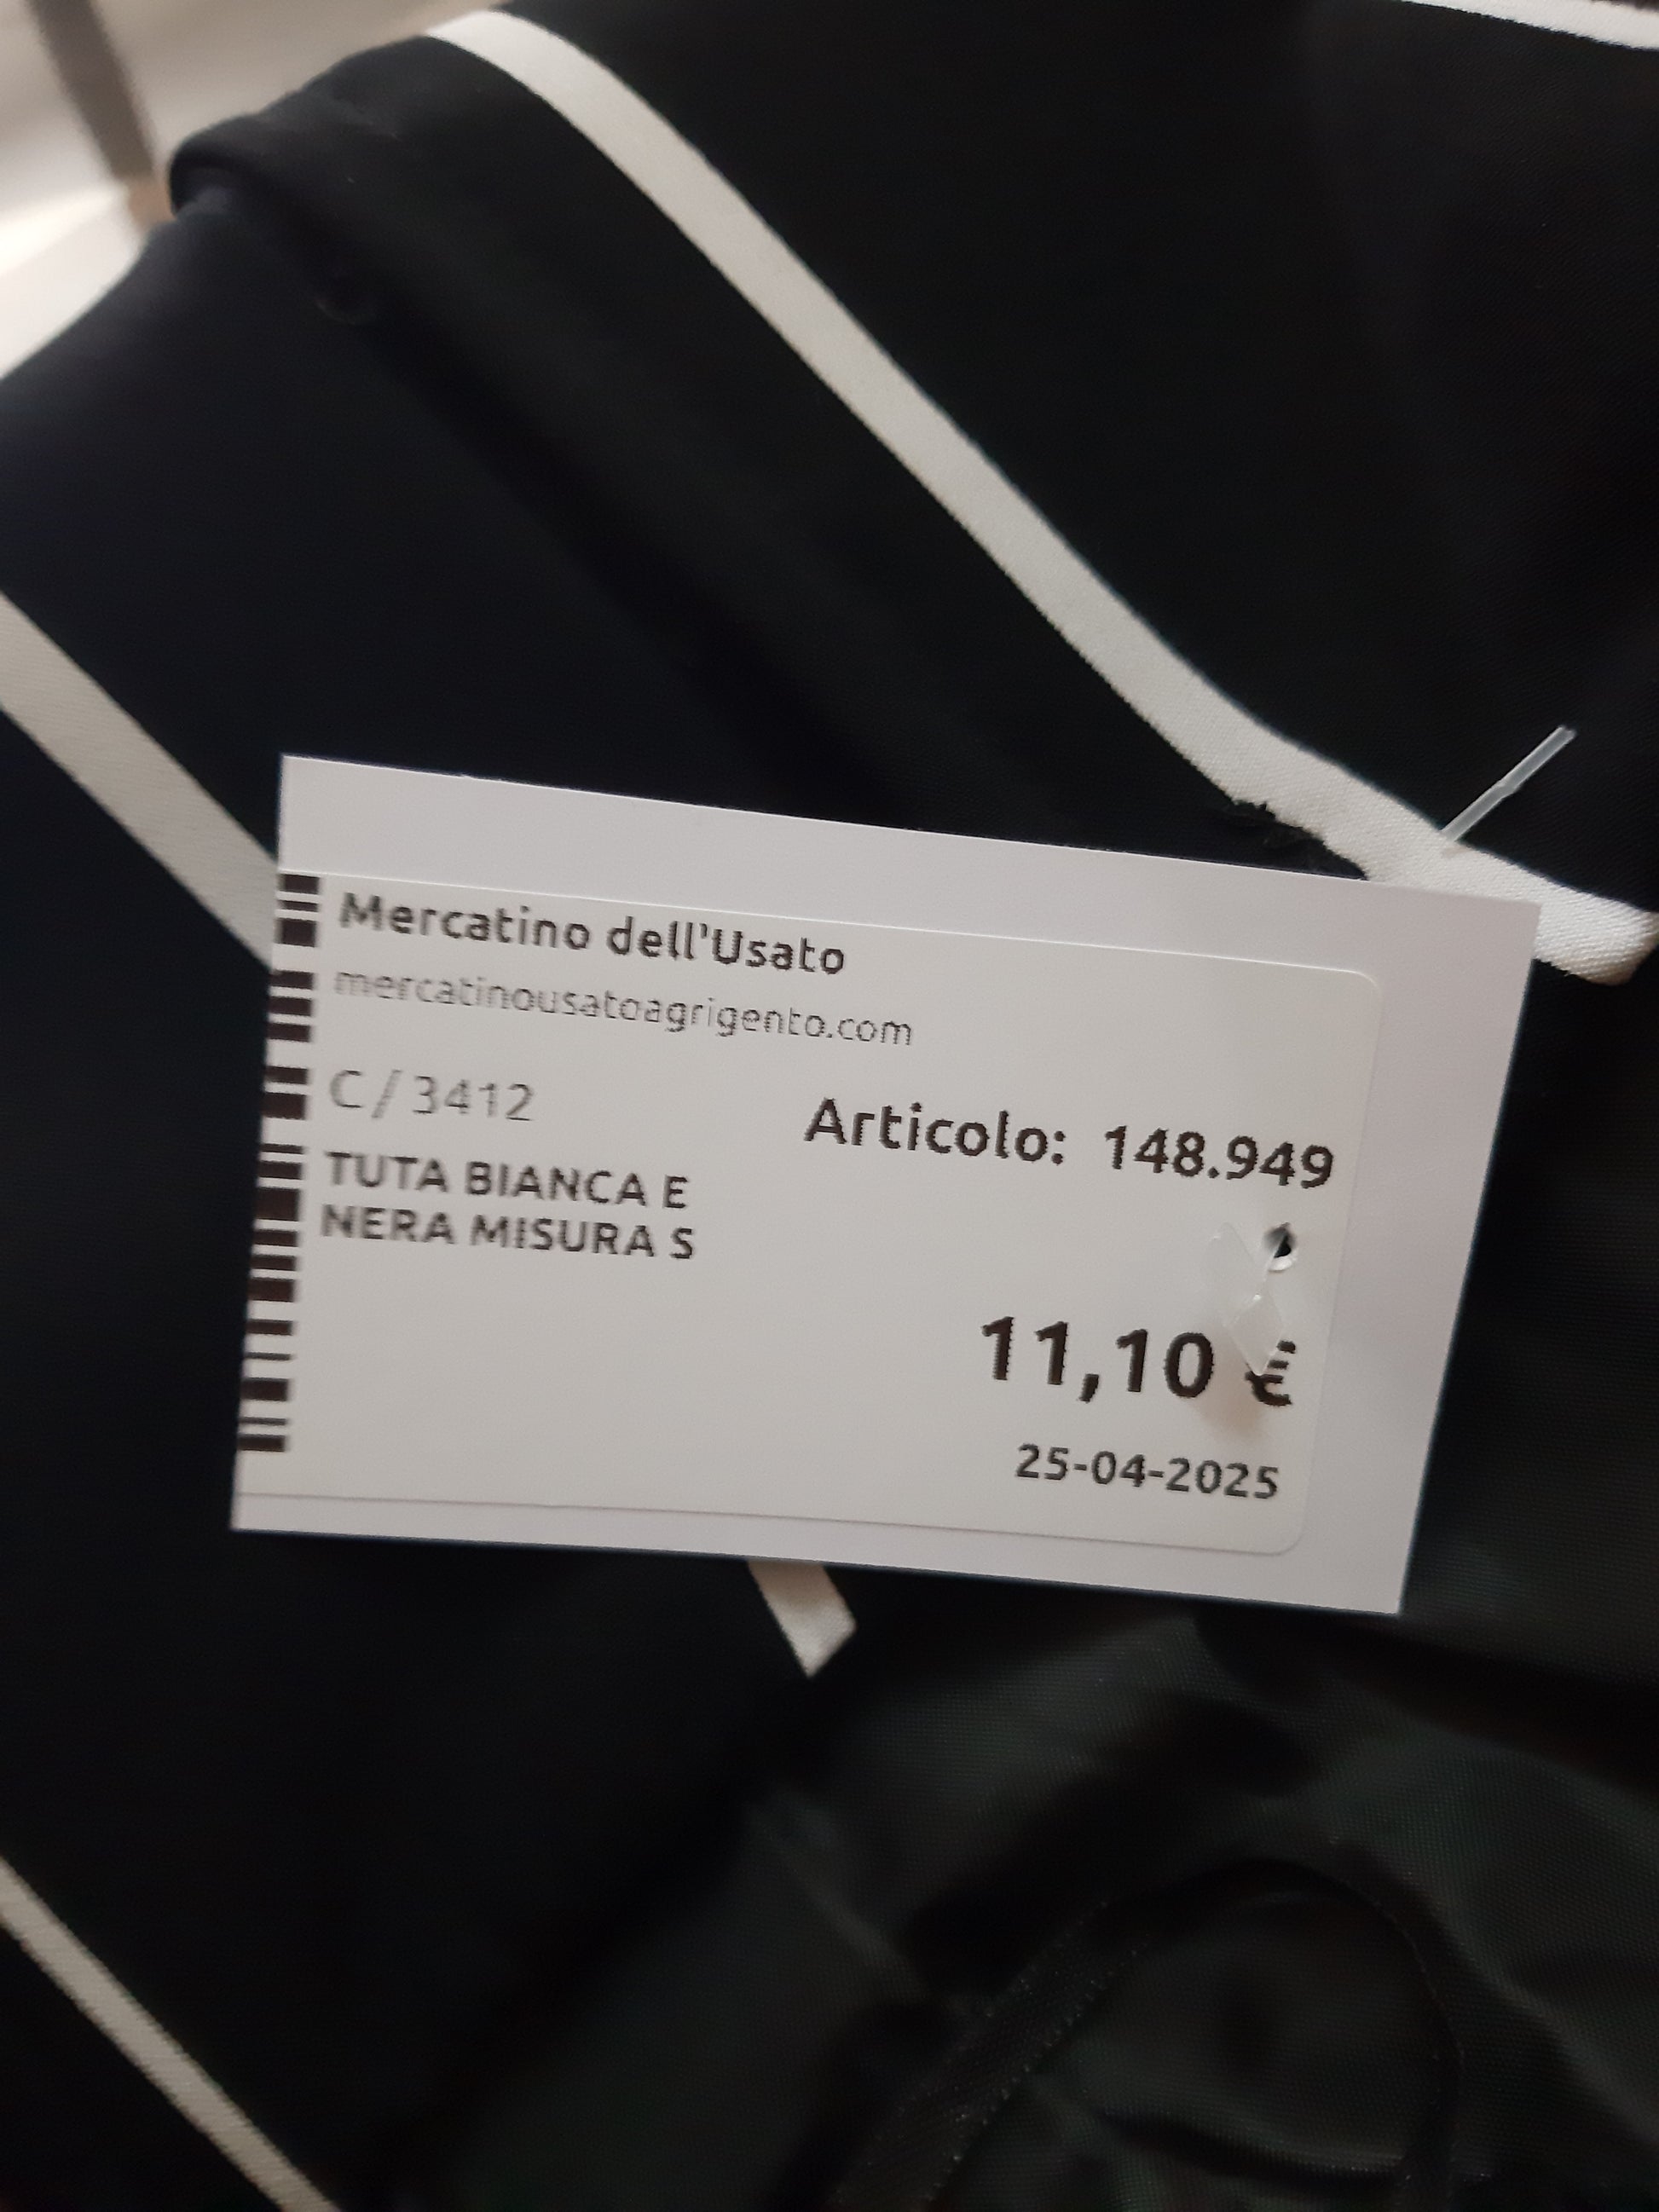 Mercatino dell'Usato
mercatinousatoagrigento.com
C/3412
Articolo: 148.949
TUTA BIANCA E
NERA MISURA S
11,10 €
25-04-2025